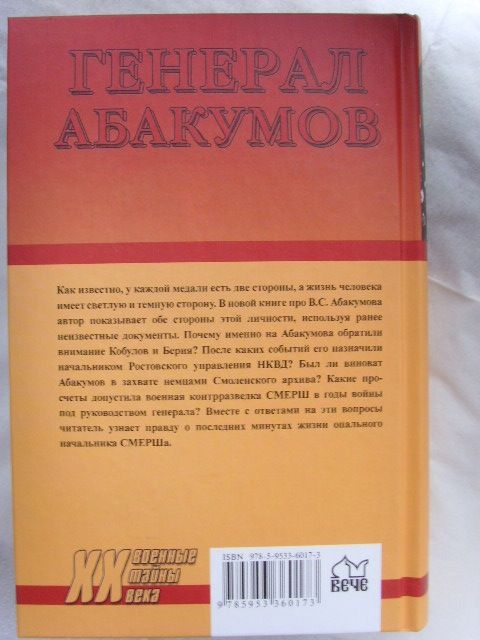 ГЕНЕРАЛ
АБАКУМОВ
Как известно, у каждой медали есть две стороны, а жизнь человека
имеет светлую и темную сторону. В новой книге про В.С. Абакумова
автор показывает обе стороны этой личности, используя ранее
неизвестные документы. Почему именно на Абакумова обратили
внимание Кобулов и Берия? После каких событий его назначили
начальником Ростовского управления НКВД? Был ли виноват
Абакумов в захвате немцами Смоленского архива? Какие про-
счеты допустила военная контрразведка СМЕРШ в годы войны
под руководством генерала? Вместе с ответами на эти вопросы
читатель узнает правду о последних минутах жизни опального
начальника СМЕРШа.
ВОЕННЫЕ
ТАЙНЫ
XX ВЕКА
ISBN 978-5-9533-6017-3
9 785953 360173
ВЕЧЕ